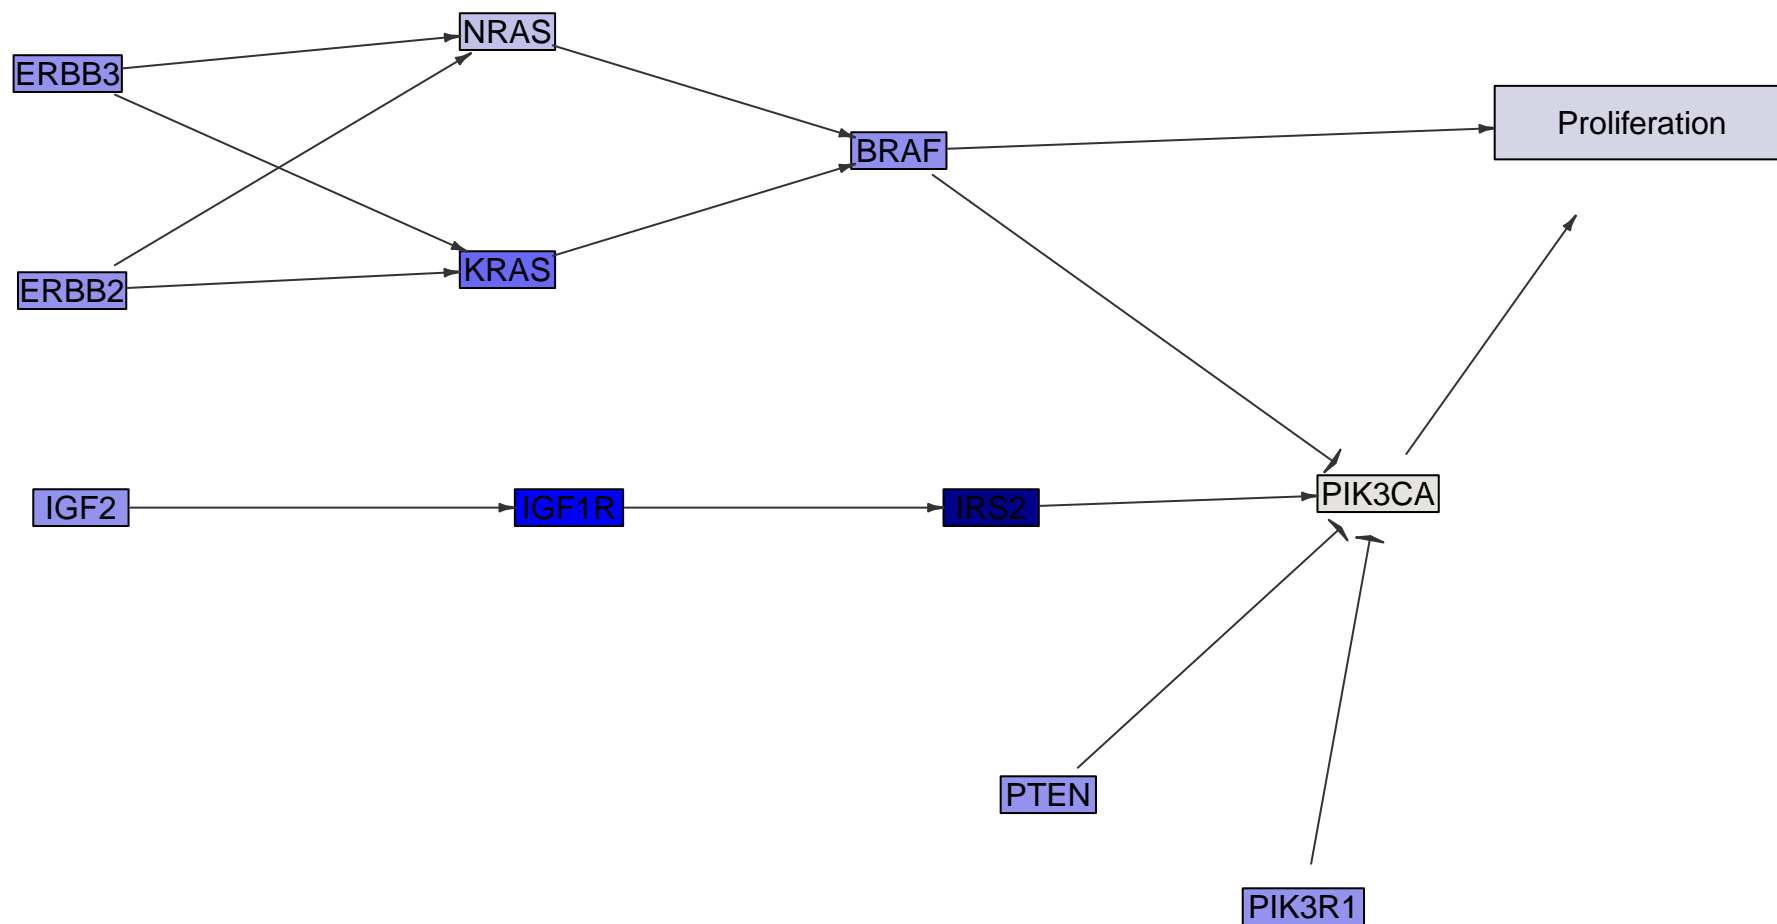 NRAS
ERBB3
Proliferation
BRAF
KRAS
ERBB2
PIK3CA
IGF2
IGF1R
IRS2
PTEN
PIK3R1